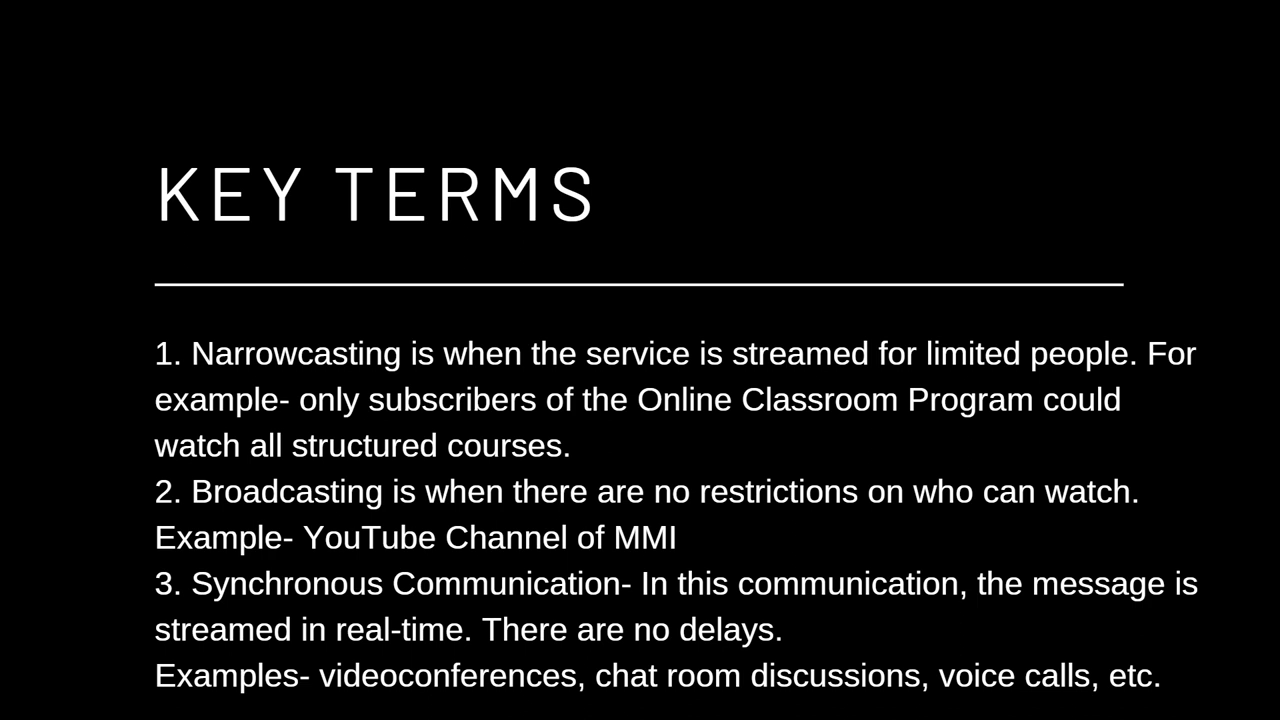 KEY TERMS
1. Narrowcasting is when the service is streamed for limited people. For
example- only subscribers of the Online Classroom Program could
watch all structured courses.
2. Broadcasting is when there are no restrictions on who can watch.
Example- YouTube Channel of MMI
3. Synchronous Communication- In this communication, the message is
streamed in real-time. There are no delays.
Examples- videoconferences, chat room discussions, voice calls, etc.